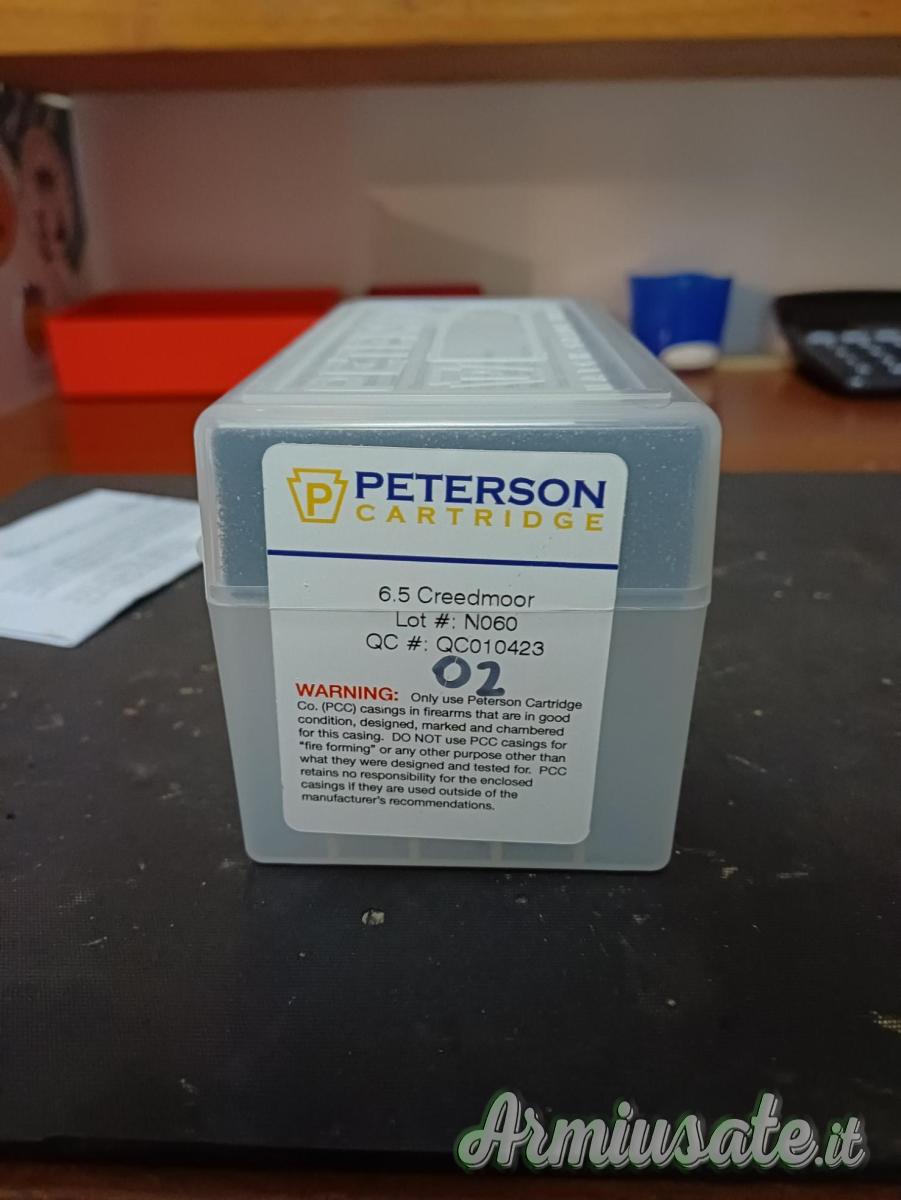 PETERSON
P
PETERSON
CARTRIDGE
6.5 Creedmoor
Lot #: N060
QC #: QC010423
02
WARNING: Only use Peterson Cartridge
Co. (PCC) casings in firearms that are in good
condition, designed, marked and chambered
for this casing. DO NOT use PCC casings for
"fire forming" or any other purpose other than
what they were designed and tested for. PCC
retains no responsibility for the enclosed
casings if they are used outside of the
manufacturer's recommendations.
Armiusate.it